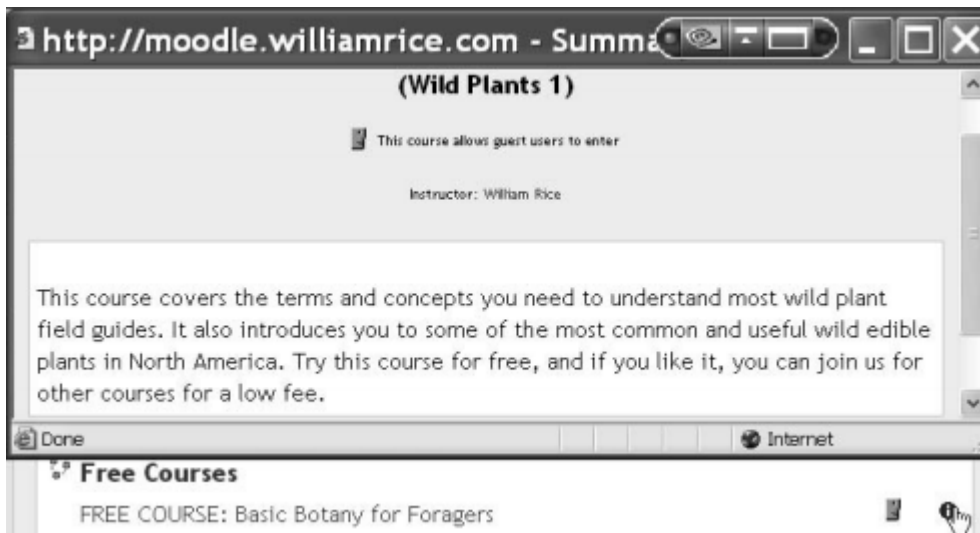 http://moodle.williamrice.com - Summa
(Wild Plants 1)
This course allows guest users to enter
Instructor: William Rice
This course covers the terms and concepts you need to understand most wild plant
field guides. It also introduces you to some of the most common and useful wild edible
plants in North America. Try this course for free, and if you like it, you can join us for
other courses for a low fee.
Done
Internet
Free Courses
FREE COURSE: Basic Botany for Foragers